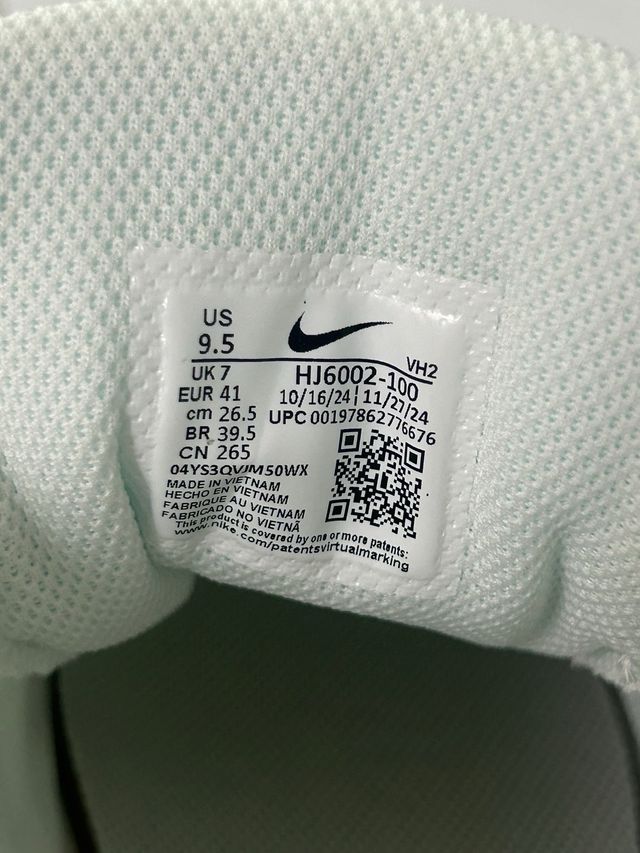 US
9.5
VH2
UK 7
HJ6002-100
EUR 41
10/16/24 | 11/27/24
cm 26.5
UPC 00197862776676
BR 39.5
CN 265
04YS3QVJM50WX
MADE IN VIETNAM
HECHO EN VIETNAM
FABRIQUE AU VIETNAM
FABRICADO NO VIETNÃ
This product is covered by one or more patents:
www.nike.com/patentsvirtualmarking